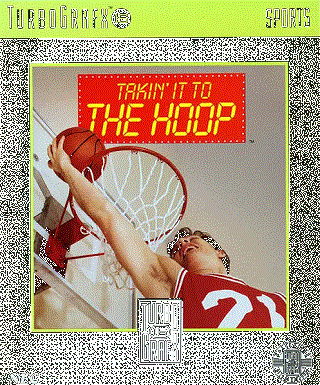 TURBOGRAFX 16
SPORTS
TAKIN' IT TO
THE HOOP
TM
21